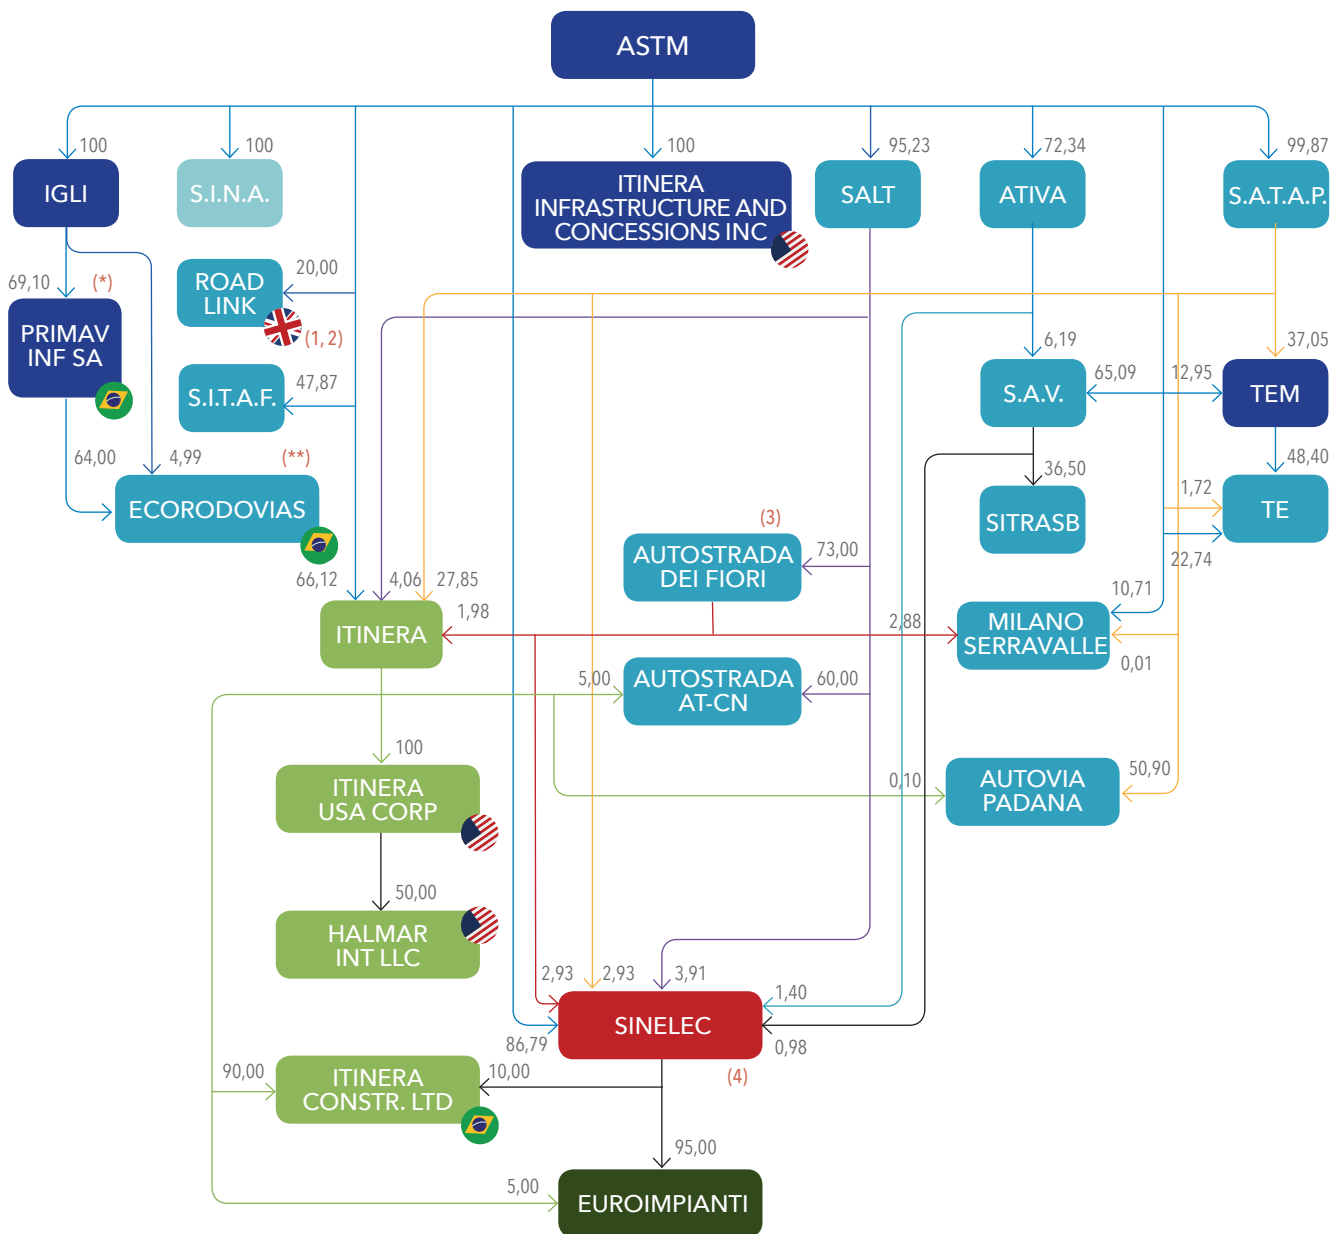 ASTM
100
100
100
95,23
72,34
99,87
IGLI
S.I.N.A.
ITINERA
INFRASTRUCTURE AND
CONCESSIONS INC
SALT
ATIVA
S.A.T.A.P.
69,10
(*)
ROAD
LINK
20,00
(1, 2)
PRIMAV
INF SA
6,19
37,05
S.I.T.A.F.
47,87
S.A.V.
65,09
12,95
TEM
64,00
4,99
(**)
36,50
48,40
ECORODOVIAS
SITRASB
1,72
TE
22,74
(3)
AUTOSTRADA
DEI FIORI
73,00
66,12
4,06
27,85
10,71
ITINERA
1,98
2,88
MILANO
SERRAVALLE
0,01
5,00
AUTOSTRADA
AT-CN
60,00
100
ITINERA
USA CORP
0,10
AUTOVIA
PADANA
50,90
50,00
HALMAR
INT LLC
2,93
2,93
3,91
1,40
SINELEC
86,79
0,98
(4)
90,00
ITINERA
CONSTR. LTD
10,00
95,00
5,00
EUROIMPIANTI